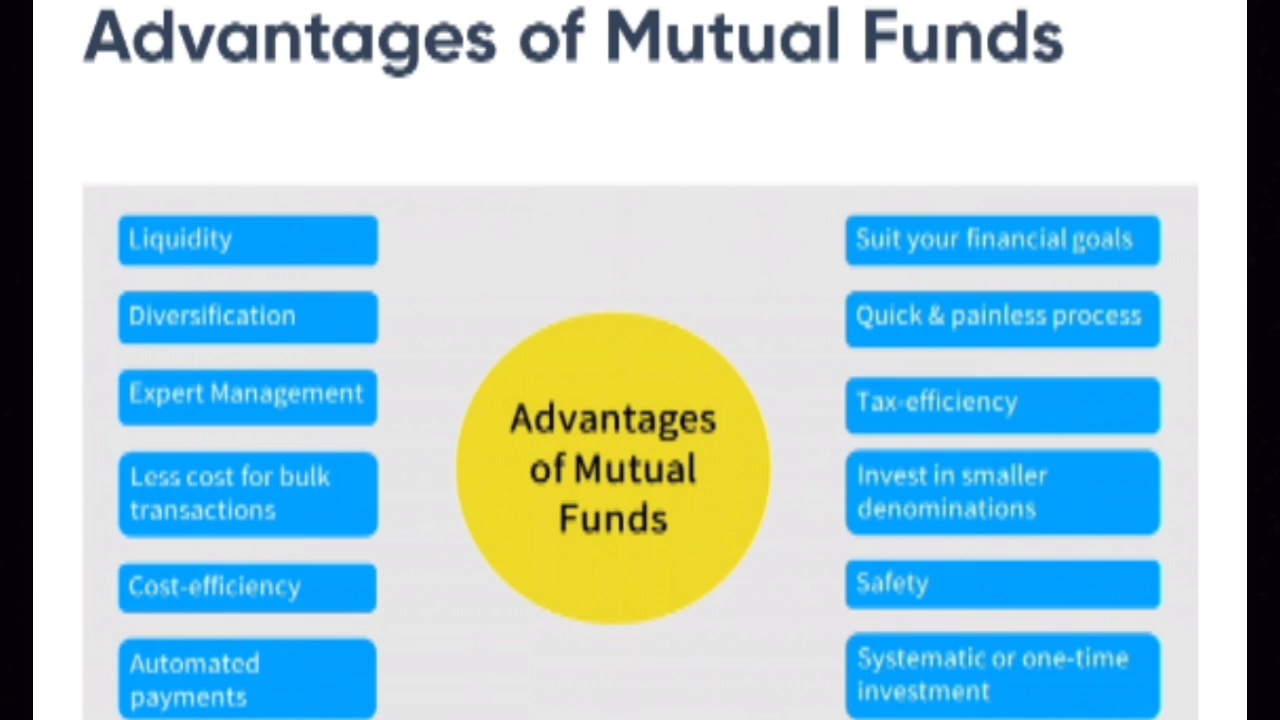 Advantages of Mutual Funds
Liquidity
Diversification
Expert Management
Less cost for bulk
transactions
Cost-efficiency
Automated
payments
Advantages
of Mutual
Funds
Suit your financial goals
Quick & painless process
Tax-efficiency
Invest in smaller
denominations
Safety
Systematic or one-time
investment